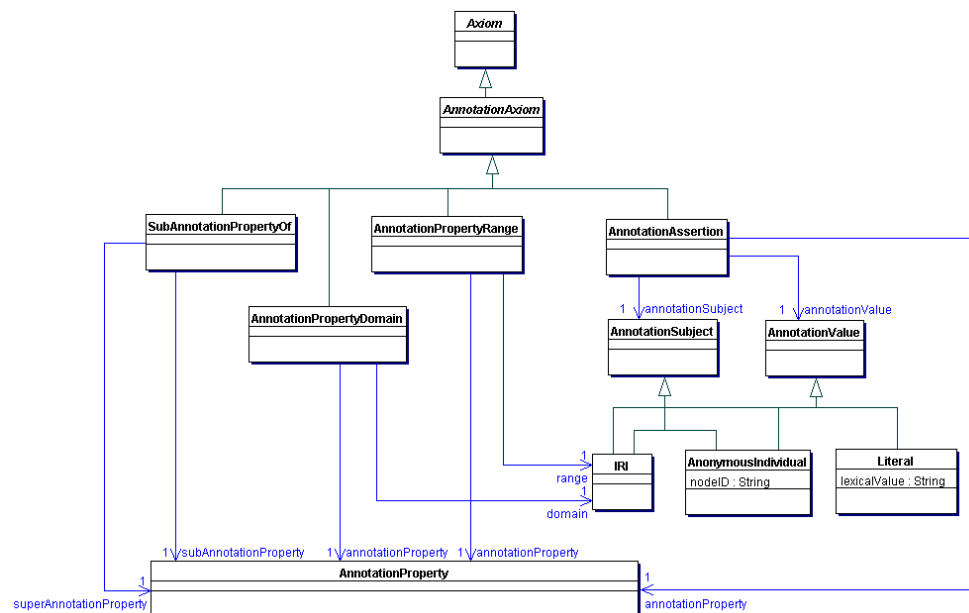 Axiom
AnnotationAxiom
SubAnnotationPropertyOf
AnnotationPropertyRange
AnnotationAssertion
AnnotationPropertyDomain
1 annotationSubject
1 annotationValue
AnnotationSubject
AnnotationValue
IRI
AnonymousIndividual
nodeID : String
Literal
lexicalValue : String
1
range
1
domain
1 subAnnotationProperty
1 annotationProperty
1 annotationProperty
AnnotationProperty
1
superAnnotationProperty
1
annotationProperty